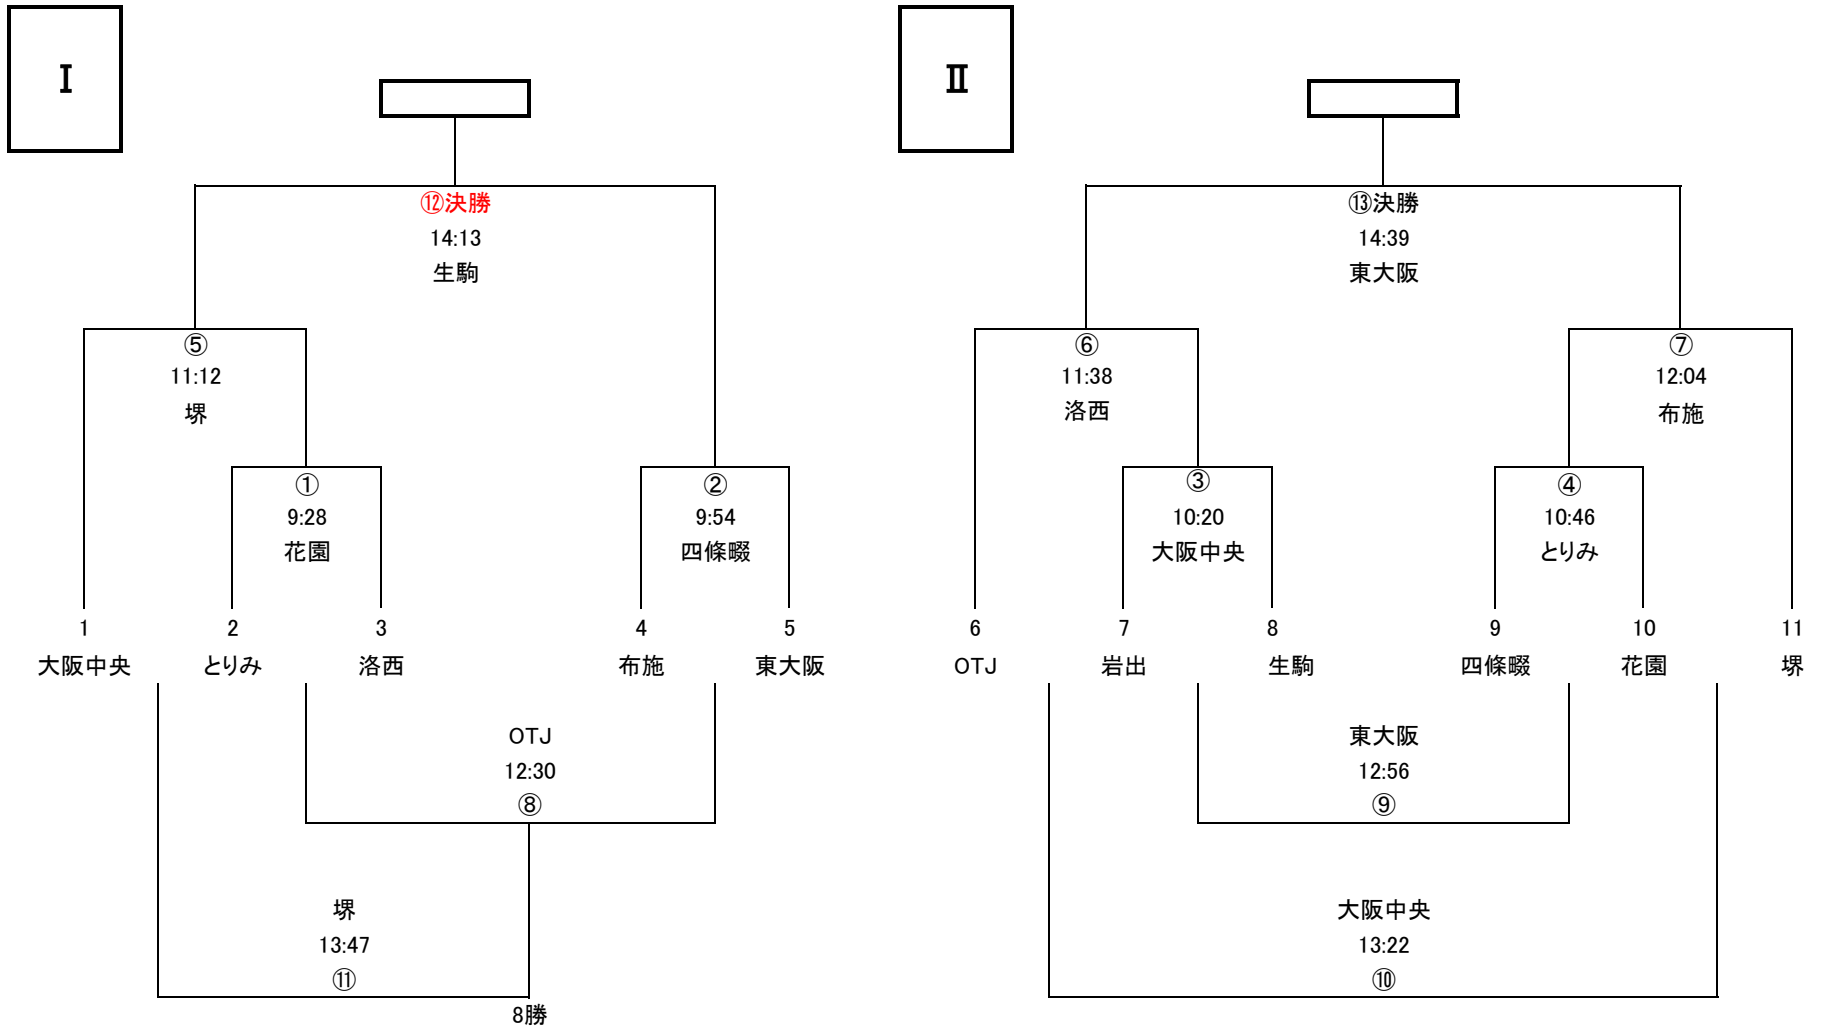 Ⅰ
⑫決勝
14:13
生駒
⑤
11:12
堺
①
9:28
花園
②
9:54
四條畷
1
2
3
4
5
大阪中央
とりみ
洛西
布施
東大阪
OTJ
12:30
⑧
堺
13:47
⑪
8勝
Ⅱ
⑬決勝
14:39
東大阪
⑥
11:38
洛西
⑦
12:04
布施
③
10:20
大阪中央
④
10:46
とりみ
6
7
8
9
10
11
OTJ
岩出
生駒
四條畷
花園
堺
東大阪
12:56
⑨
大阪中央
13:22
⑩